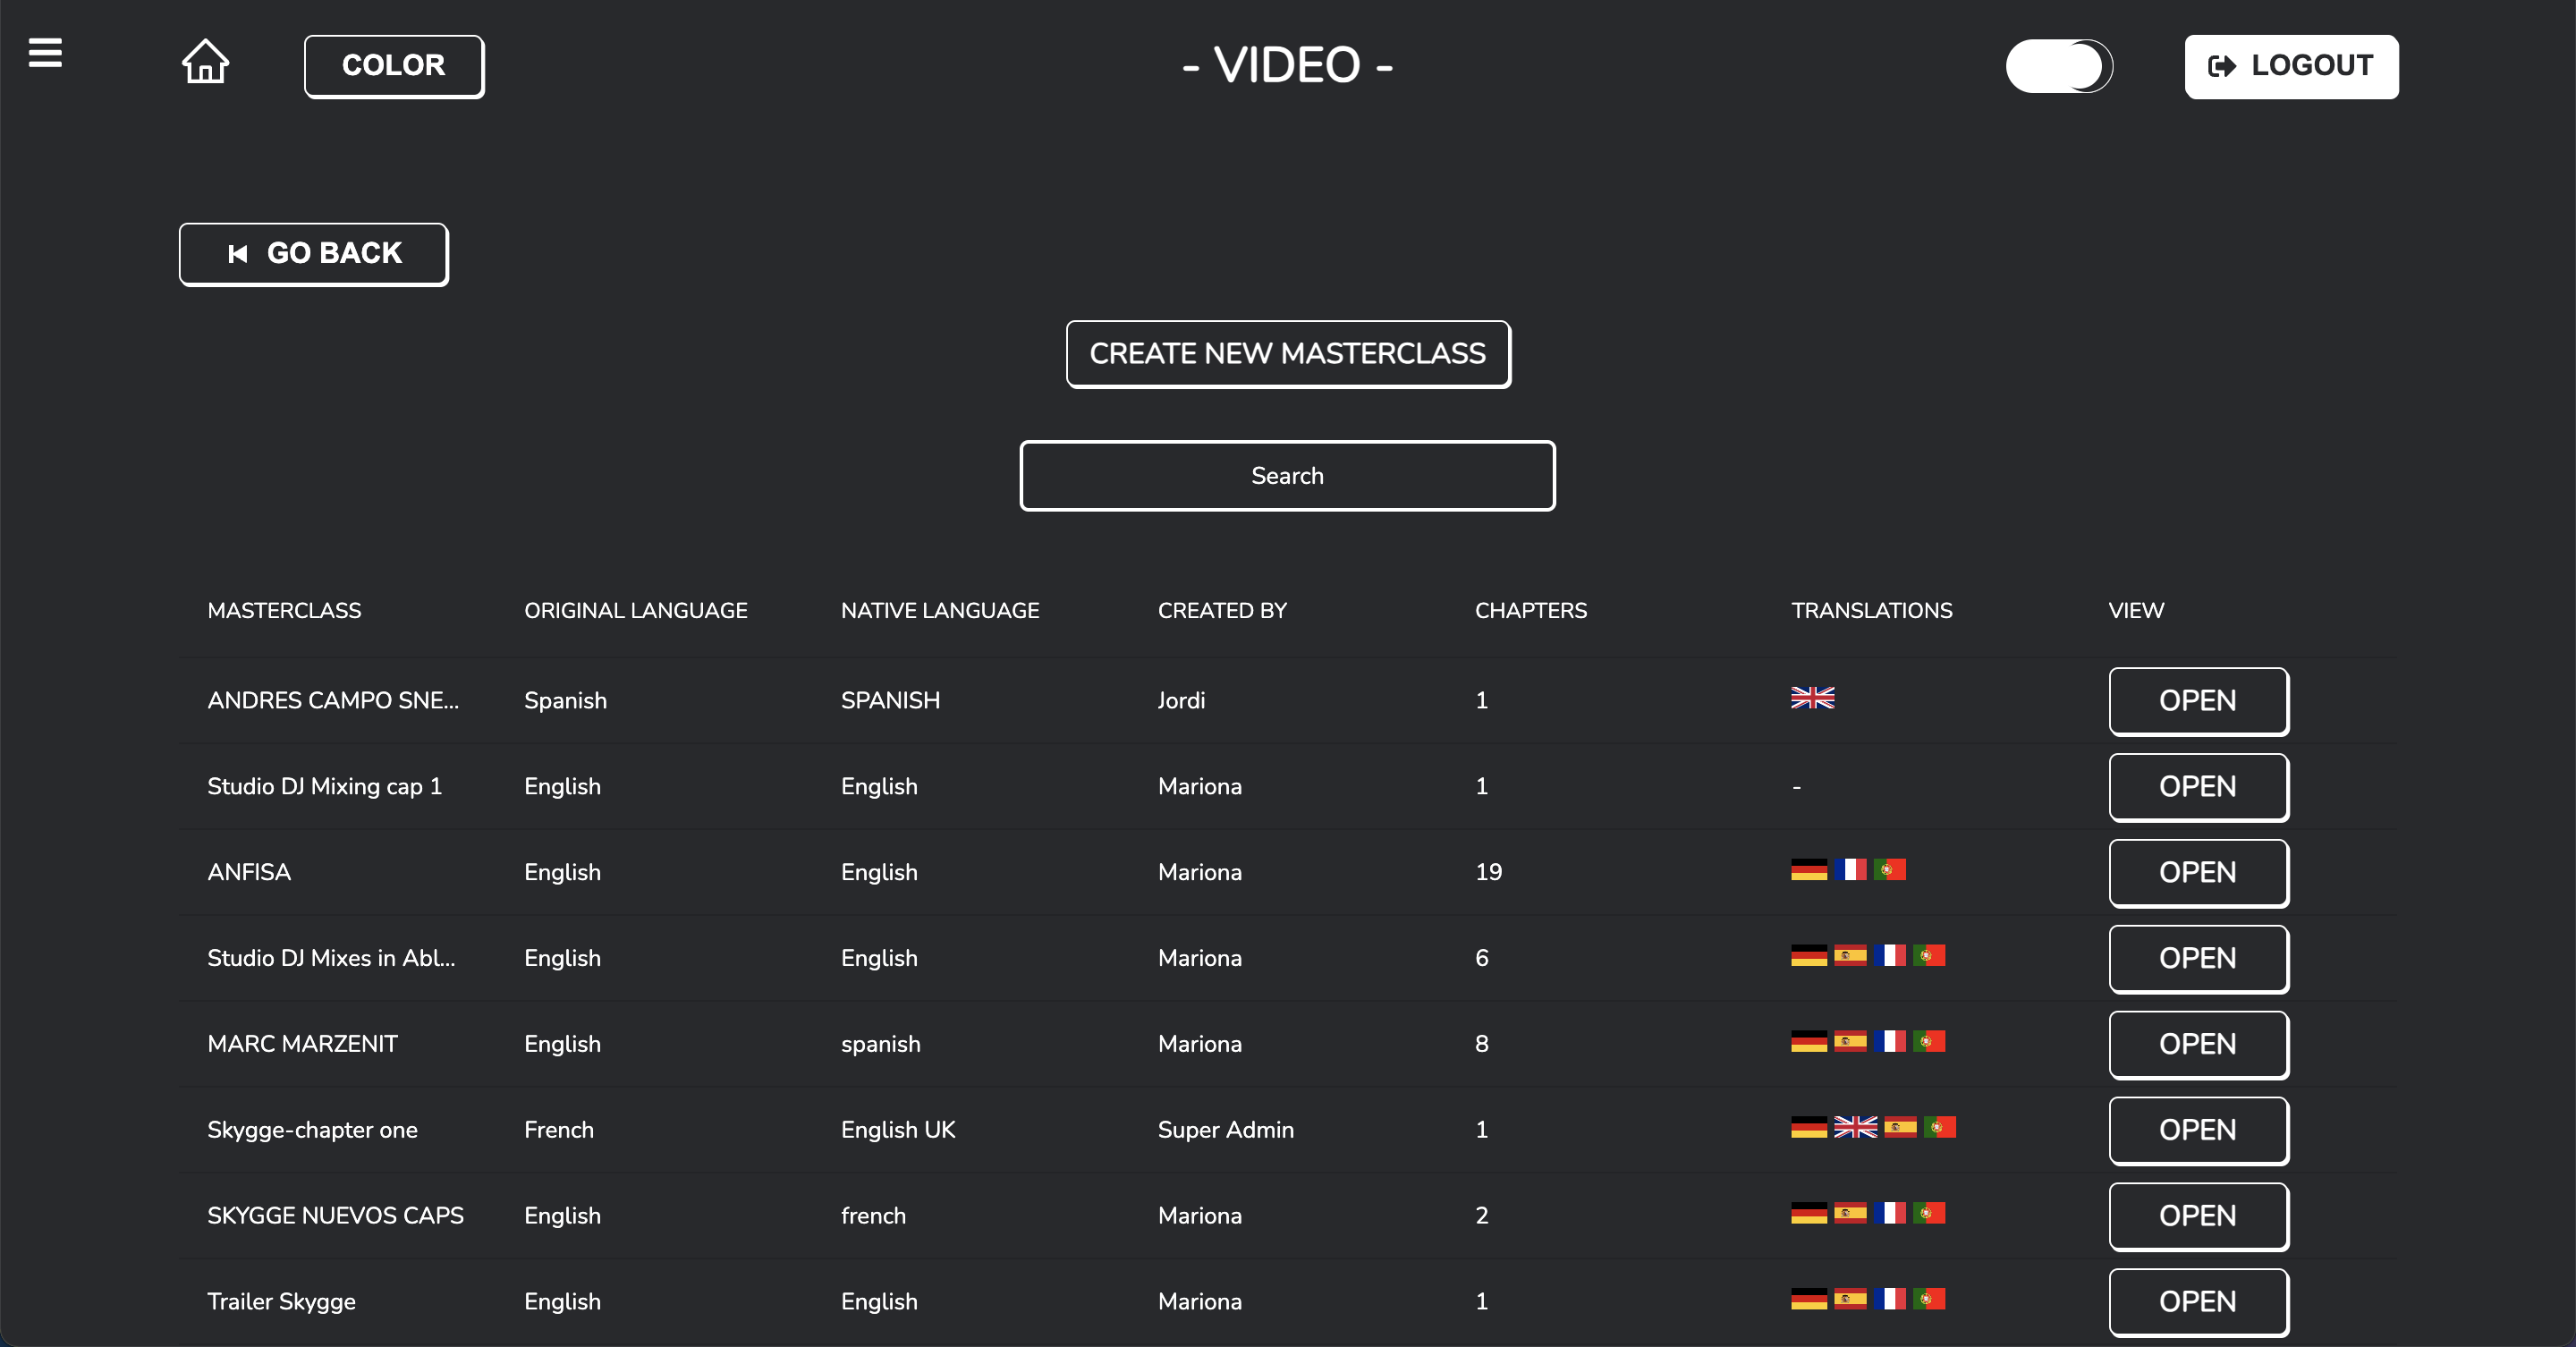 COLOR
- VIDEO -
LOGOUT
GO BACK
CREATE NEW MASTERCLASS
Search
MASTERCLASS ORIGINAL LANGUAGE NATIVE LANGUAGE CREATED BY CHAPTERS TRANSLATIONS VIEW
ANDRES CAMPO SNE... Spanish SPANISH Jordi 1 OPEN
Studio DJ Mixing cap 1 English English Mariona 1 - OPEN
ANFISA English English Mariona 19 OPEN
Studio DJ Mixes in Abl... English English Mariona 6 OPEN
MARC MARZENIT English spanish Mariona 8 OPEN
Skygge-chapter one French English UK Super Admin 1 OPEN
SKYGGE NUEVOS CAPS English french Mariona 2 OPEN
Trailer Skygge English English Mariona 1 OPEN